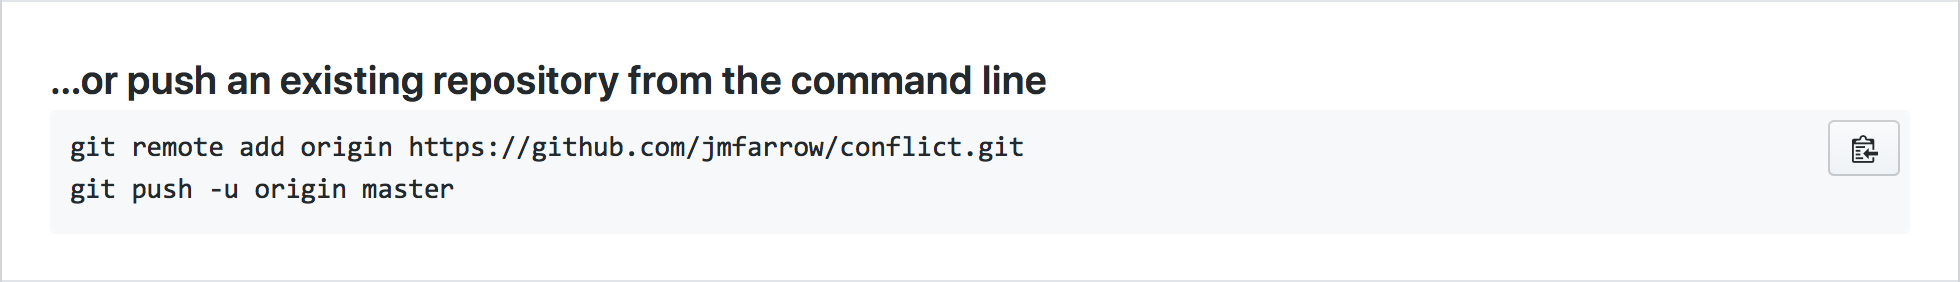 ...or push an existing repository from the command line
git remote add origin https://github.com/jmfarrow/conflict.git
git push -u origin master